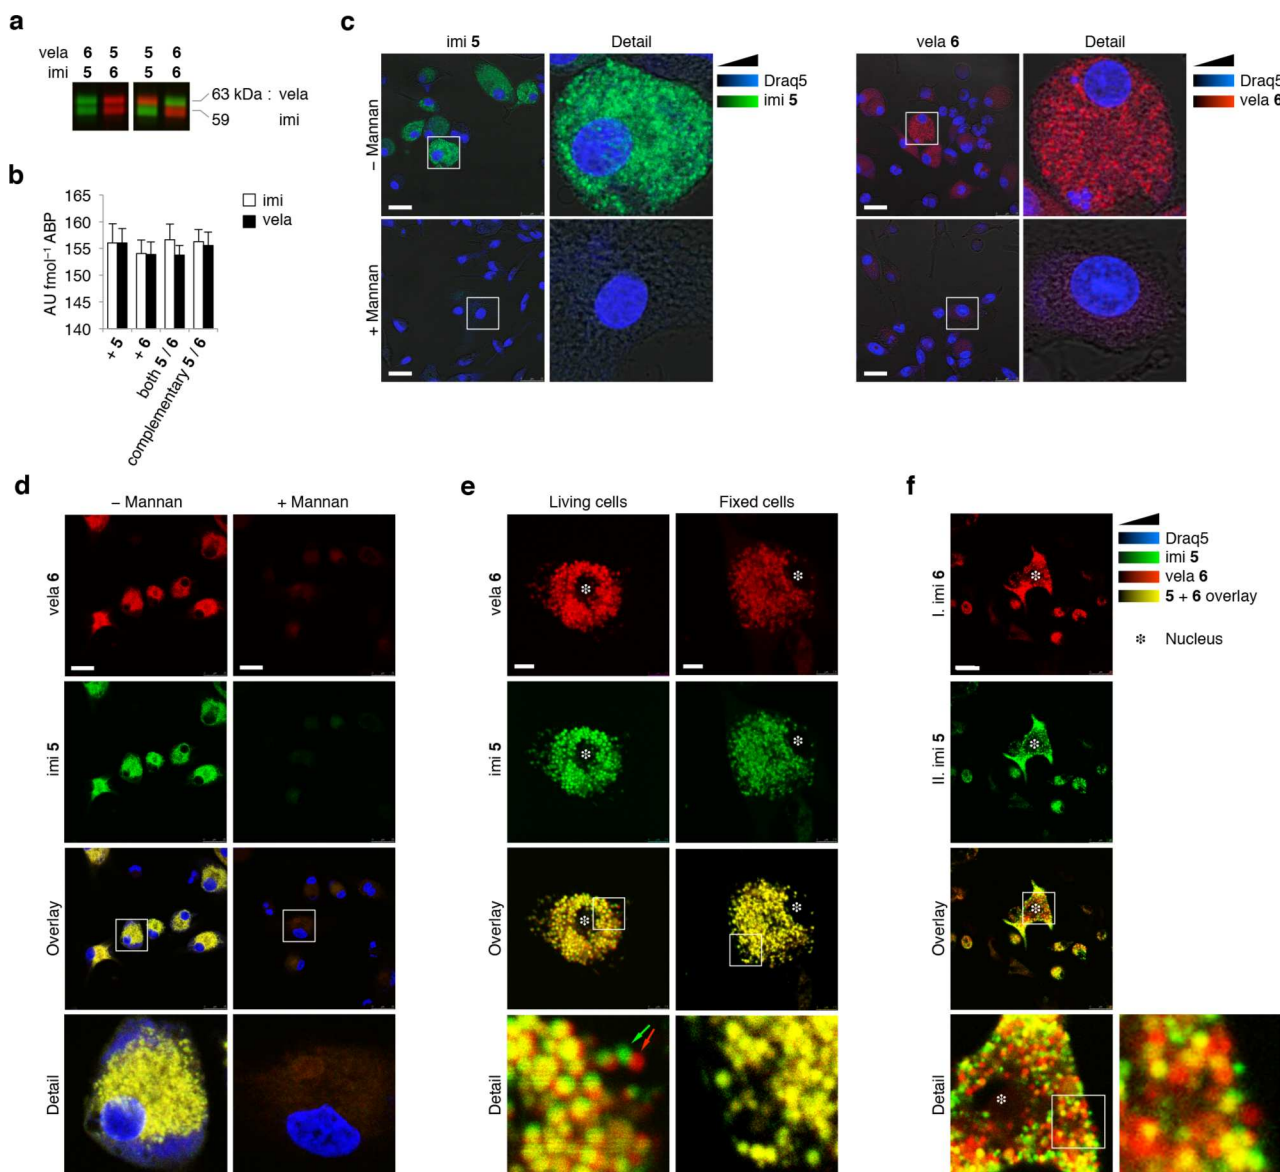 a
vela 6 5 5 6
imi 5 6 5 6
63 kDa : vela
59 imi
b
165
160
155
150
145
140
AU fmol⁻¹ ABP
imi
vela
+ 5
+ 6
both 5 / 6
complementary 5 / 6
c
imi 5 Detail
Draq5
imi 5
– Mannan
+ Mannan
vela 6 Detail
Draq5
vela 6
d
– Mannan + Mannan
vela 6
imi 5
Overlay
Detail
e
Living cells Fixed cells
vela 6
imi 5
Overlay
Detail
f
I. imi 6
II. imi 5
Overlay
Detail
Draq5
imi 5
vela 6
5 + 6 overlay
Nucleus